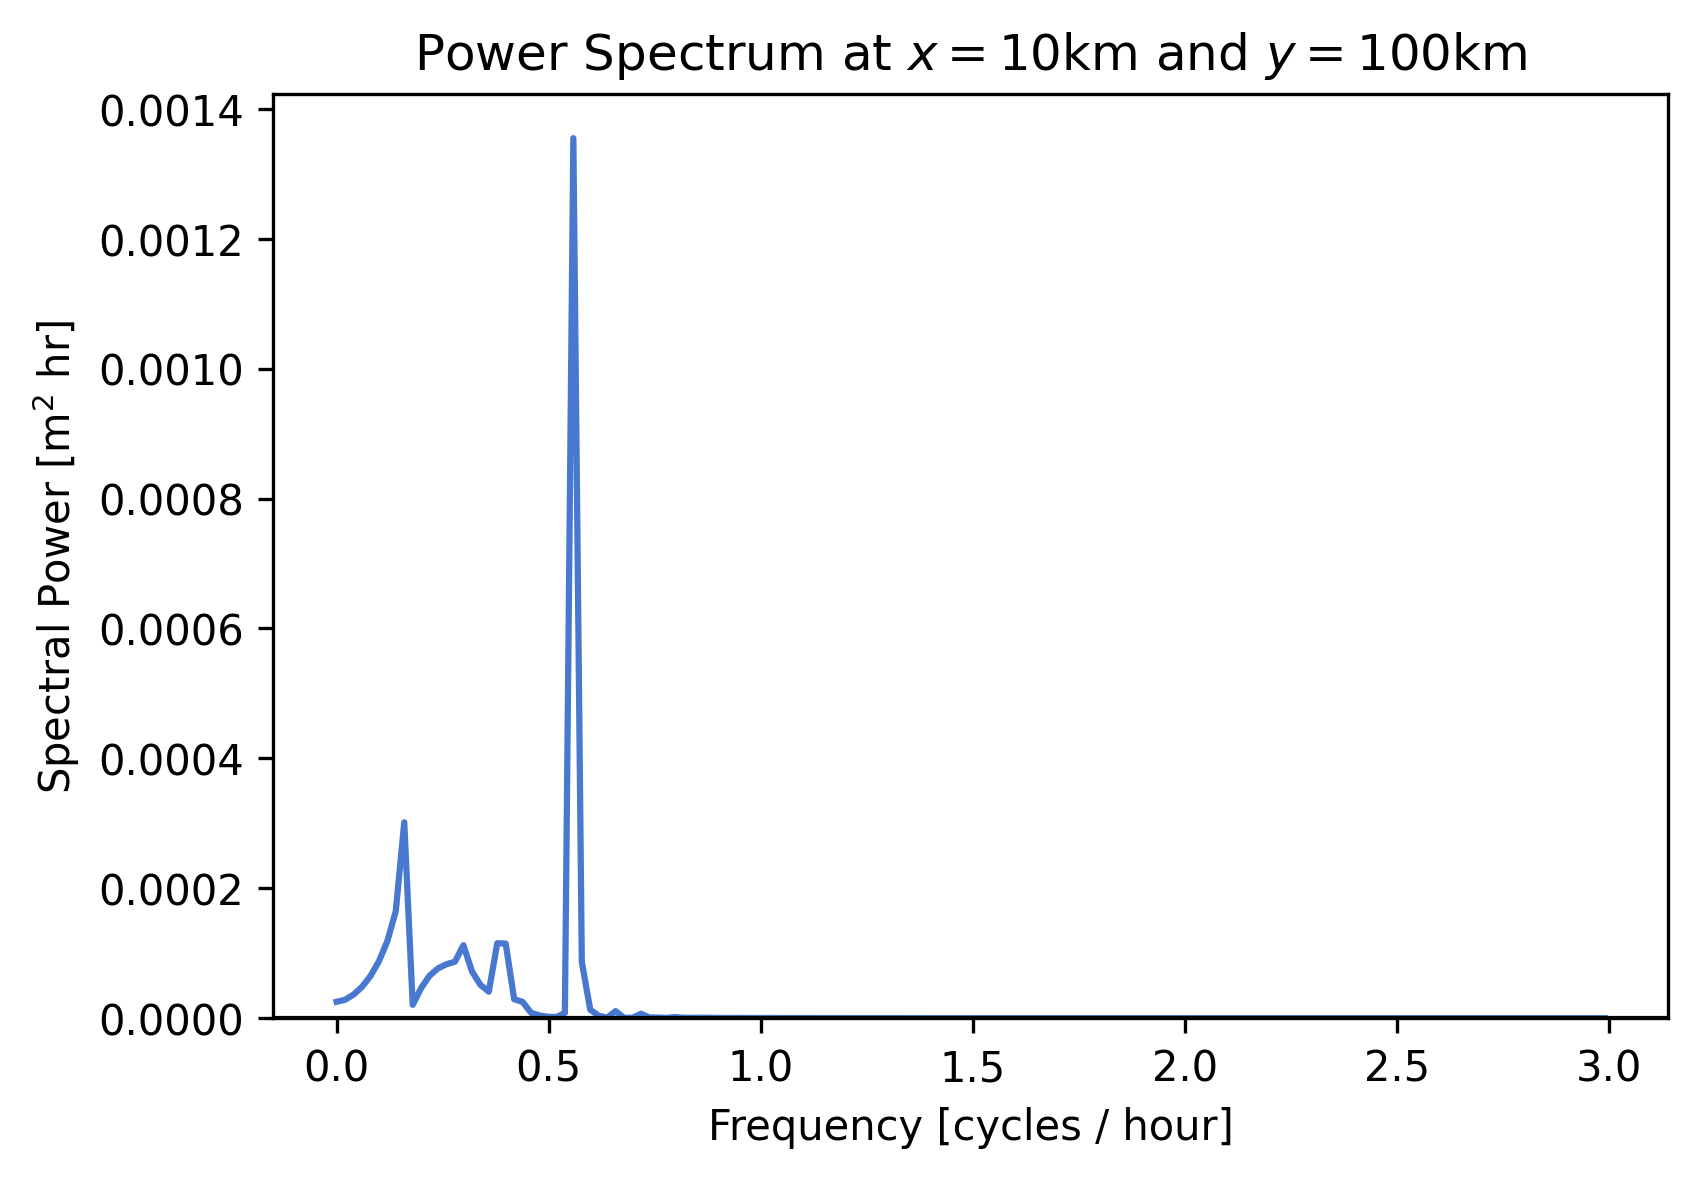 Power Spectrum at x = 10km and y = 100km
0.0014
0.0012
0.0010
0.0008
0.0006
0.0004
0.0002
0.0000
Spectral Power [m² hr]
0.0 0.5 1.0 1.5 2.0 2.5 3.0
Frequency [cycles / hour]